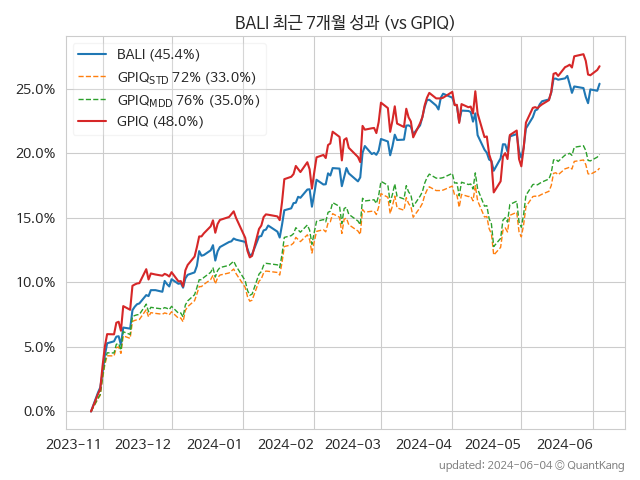 BALI 최근 7개월 성과 (vs GPIQ)
BALI (45.4%)
GPIQSTD 72% (33.0%)
GPIQMDD 76% (35.0%)
GPIQ (48.0%)
25.0%
20.0%
15.0%
10.0%
5.0%
0.0%
2023−11 2023−12 2024−01 2024−02 2024−03 2024−04 2024−05 2024−06
updated: 2024-06-04 © QuantKang